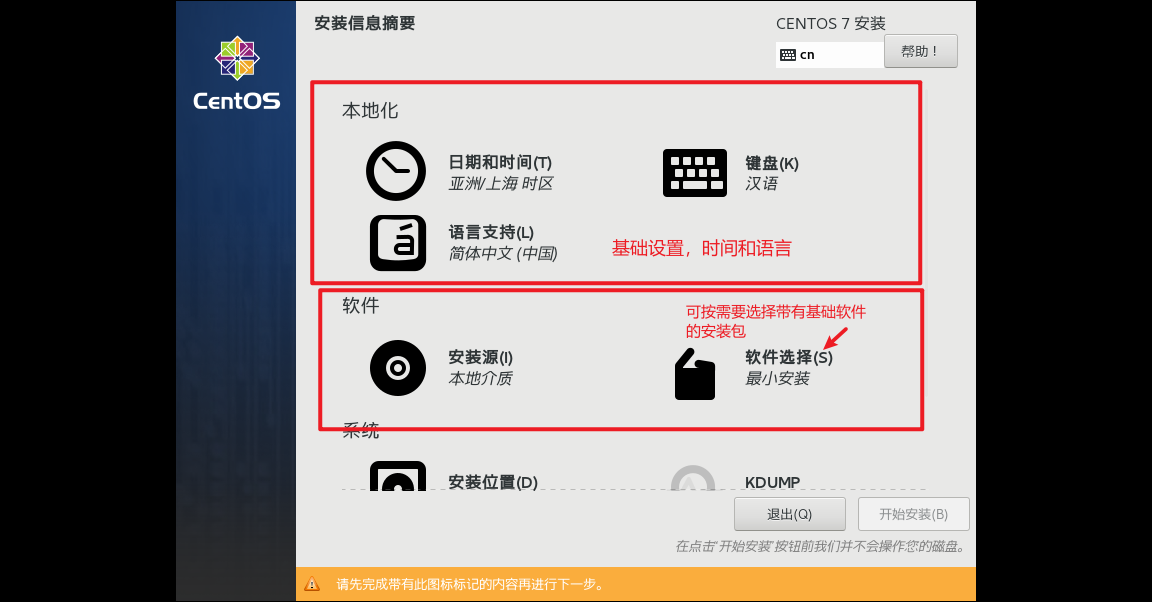 安装信息摘要
CENTOS 7 安装
cn
帮助！
CentOS
本地化
日期和时间(T)
亚洲/上海 时区
键盘(K)
汉语
á
语言支持(L)
简体中文 (中国)
基础设置，时间和语言
软件
可按需要选择带有基础软件
的安装包
安装源(I)
本地介质
软件选择(S)
最小安装
系统
安装位置(D)
KDUMP
退出(Q)
开始安装(B)
在点击"开始安装"按钮前我们并不会操作您的磁盘。
请先完成带有此图标标记的内容再进行下一步。